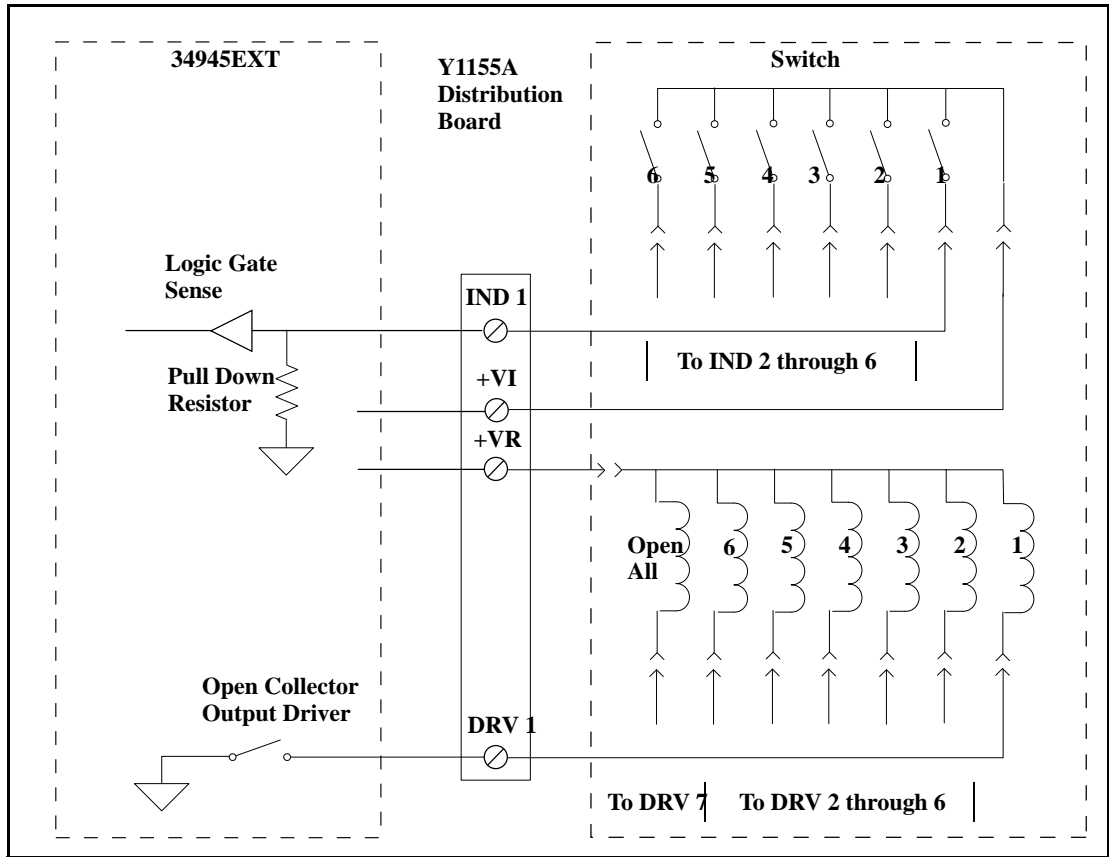 34945EXT
Y1155A
Distribution
Board
Switch
6 5 4 3 2 1
Logic Gate
Sense
IND 1
To IND 2 through 6
Pull Down
Resistor
+VI
+VR
Open
All
6 5 4 3 2 1
Open Collector
Output Driver
DRV 1
To DRV 7
To DRV 2 through 6